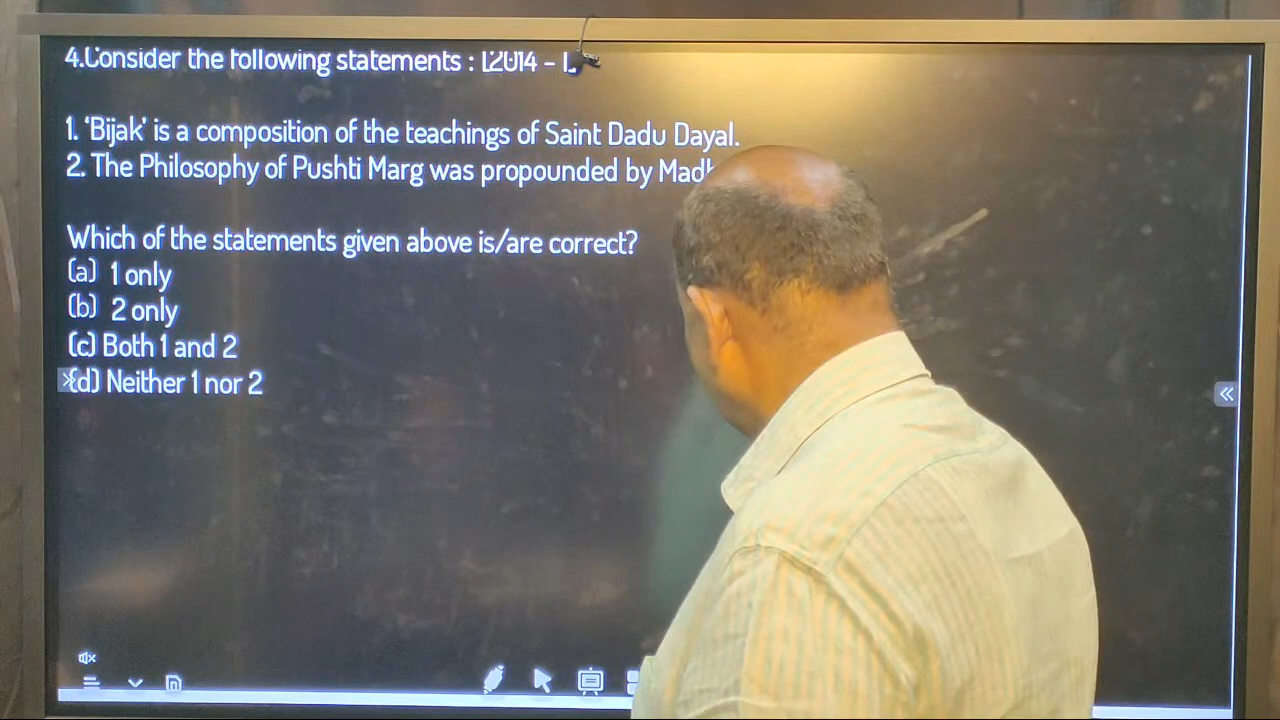 4.Consider the following statements : [2014 - I]
1. ‘Bijak’ is a composition of the teachings of Saint Dadu Dayal.
2. The Philosophy of Pushti Marg was propounded by
Which of the statements given above is/are correct?
(a) 1 only
(b) 2 only
(c) Both 1 and 2
(d) Neither 1 nor 2